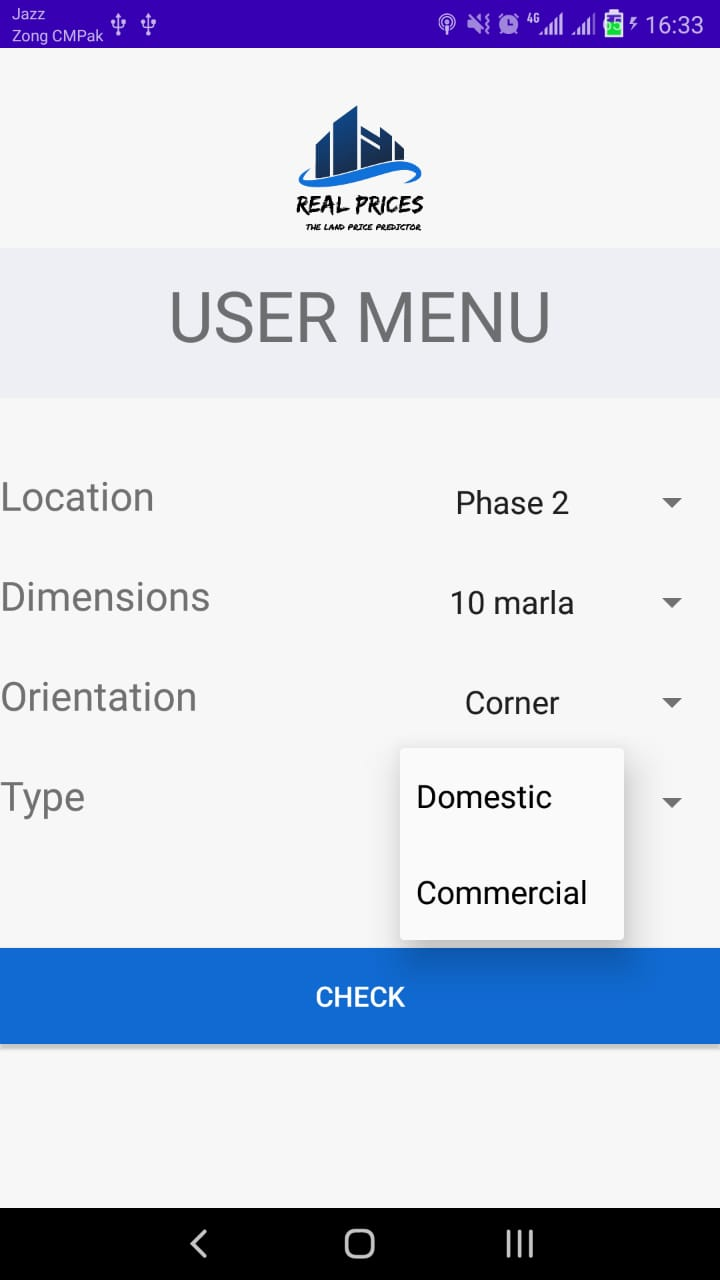 Jazz
Zong CMPak
4G
65
16:33
REAL PRICES
THE LAND PRICE PREDICTOR
USER MENU
Location
Phase 2
Dimensions
10 marla
Orientation
Corner
Type
Domestic
Commercial
CHECK